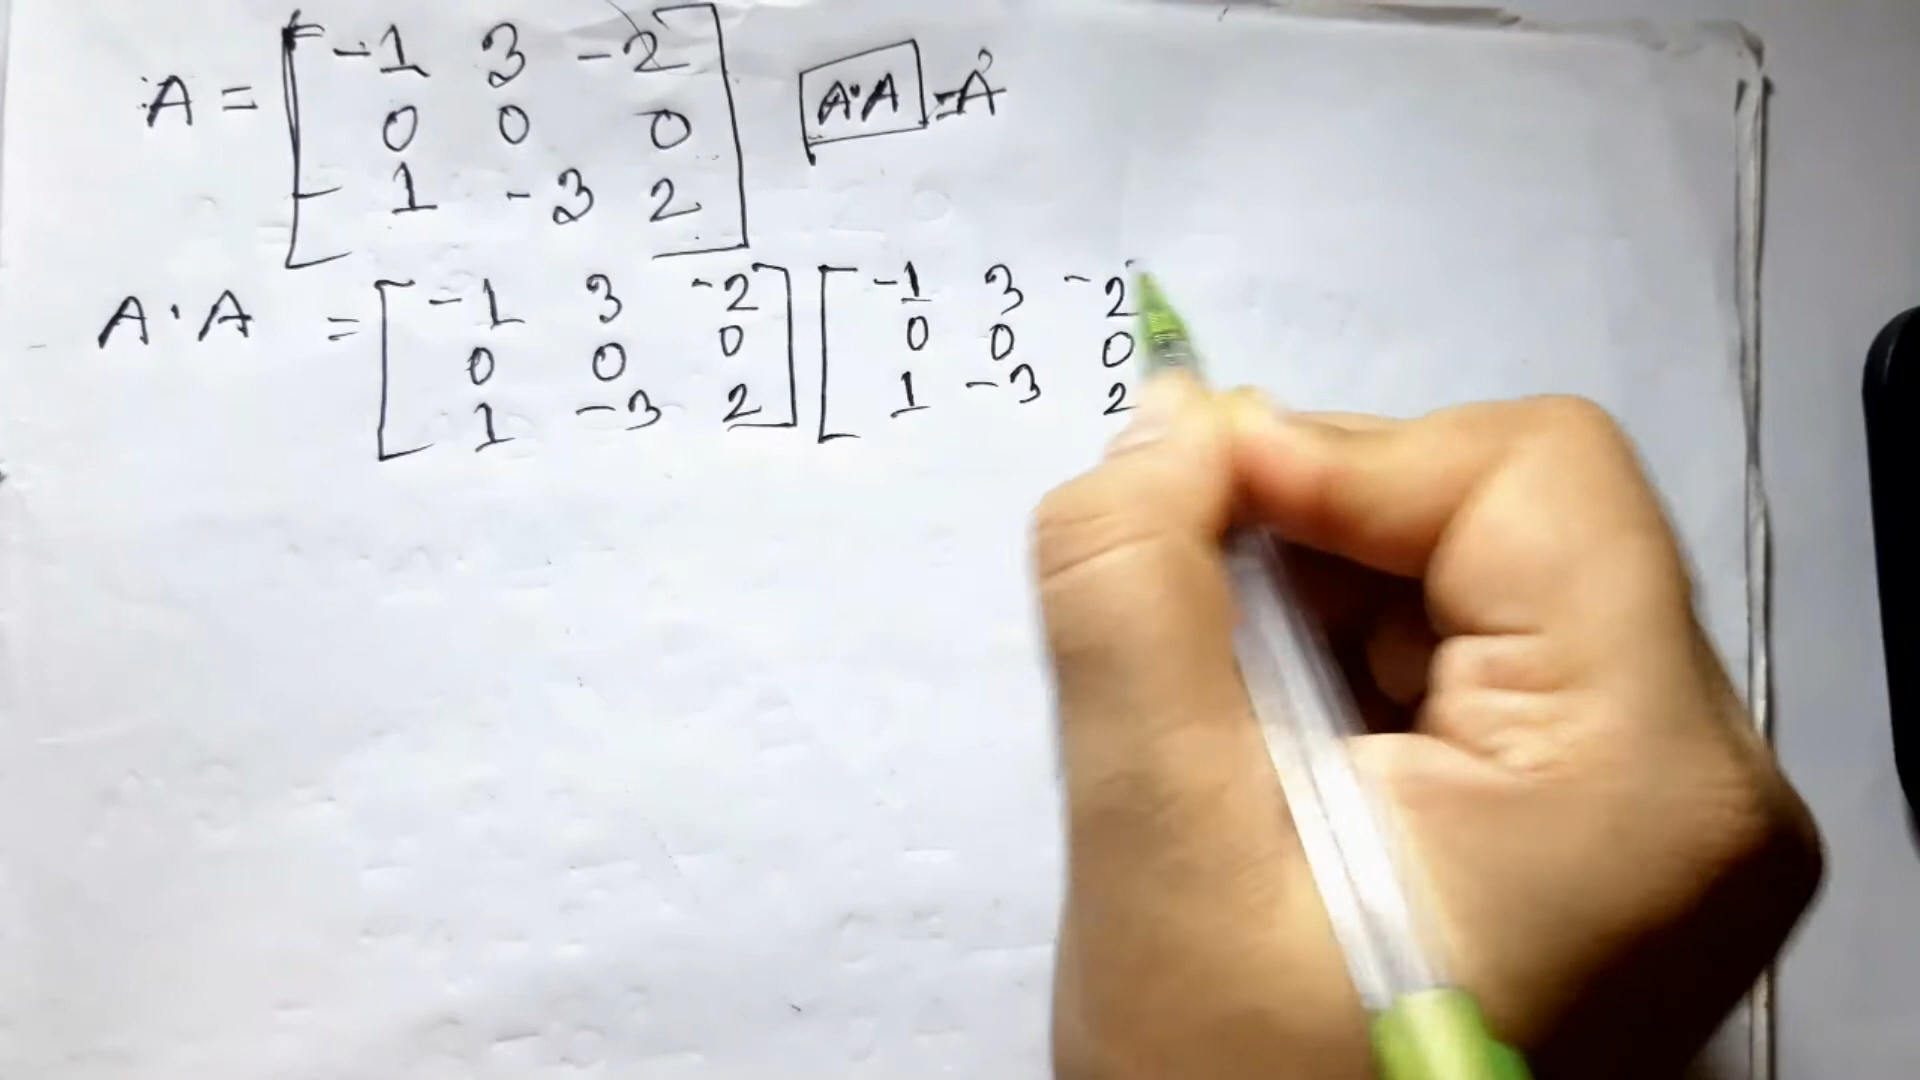 A = [ -1 3 -2 A·A = A
0 0 0
1 -3 2 ]
A·A = [ -1 3 -2 ] [ -1 3 -2
0 0 0 0 0 0
1 -3 2 1 -3 2